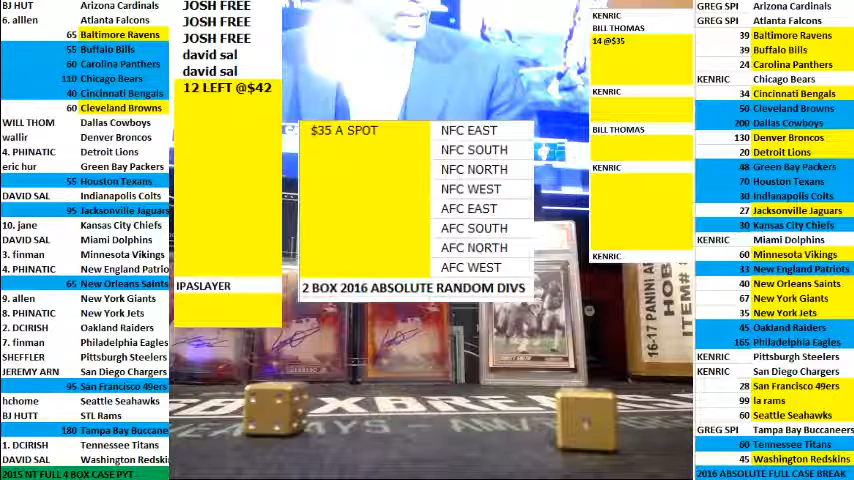 BJ HUT Arizona Cardinals
6. alllen Atlanta Falcons
65 Baltimore Ravens
55 Buffalo Bills
60 Carolina Panthers
110 Chicago Bears
40 Cincinnati Bengals
60 Cleveland Browns
WILL THOM Dallas Cowboys
wallir Denver Broncos
4. PHINATIC Detroit Lions
eric hur Green Bay Packers
55 Houston Texans
DAVID SAL Indianapolis Colts
95 Jacksonville Jaguars
10. jane Kansas City Chiefs
DAVID SAL Miami Dolphins
3. finman Minnesota Vikings
4. PHINATIC New England Patrio
65 New Orleans Saints
9. allen New York Giants
8. PHINATIC New York Jets
2. DCIRISH Oakland Raiders
7. finman Philadelphia Eagles
SHEFFLER Pittsburgh Steelers
JEREMY ARN San Diego Chargers
95 San Francisco 49ers
hchome Seattle Seahawks
BJ HUTT STL Rams
180 Tampa Bay Buccane
1. DCIRISH Tennessee Titans
DAVID SAL Washington Redski
2015 NT FULL 4 BOX CASE PYT
JOSH FREE
JOSH FREE
JOSH FREE
david sal
david sal
12 LEFT @$42
IPASLAYER
$35 A SPOT
NFC EAST
NFC SOUTH
NFC NORTH
NFC WEST
AFC EAST
AFC SOUTH
AFC NORTH
AFC WEST
2 BOX 2016 ABSOLUTE RANDOM DIVS
16-17 PANINI
HOB
ITEM#
KENRIC
BILL THOMAS
14 @$35
KENRIC
BILL THOMAS
KENRIC
KENRIC
GREG SPI Arizona Cardinals
GREG SPI Atlanta Falcons
39 Baltimore Ravens
39 Buffalo Bills
24 Carolina Panthers
KENRIC Chicago Bears
34 Cincinnati Bengals
50 Cleveland Browns
200 Dallas Cowboys
130 Denver Broncos
20 Detroit Lions
48 Green Bay Packers
70 Houston Texans
30 Indianapolis Colts
27 Jacksonville Jaguars
30 Kansas City Chiefs
KENRIC Miami Dolphins
60 Minnesota Vikings
33 New England Patriots
40 New Orleans Saints
67 New York Giants
35 New York Jets
45 Oakland Raiders
165 Philadelphia Eagles
KENRIC Pittsburgh Steelers
KENRIC San Diego Chargers
28 San Francisco 49ers
99 la rams
60 Seattle Seahawks
GREG SPI Tampa Bay Buccaneers
60 Tennessee Titans
45 Washington Redskins
2016 ABSOLUTE FULL CASE BREAK